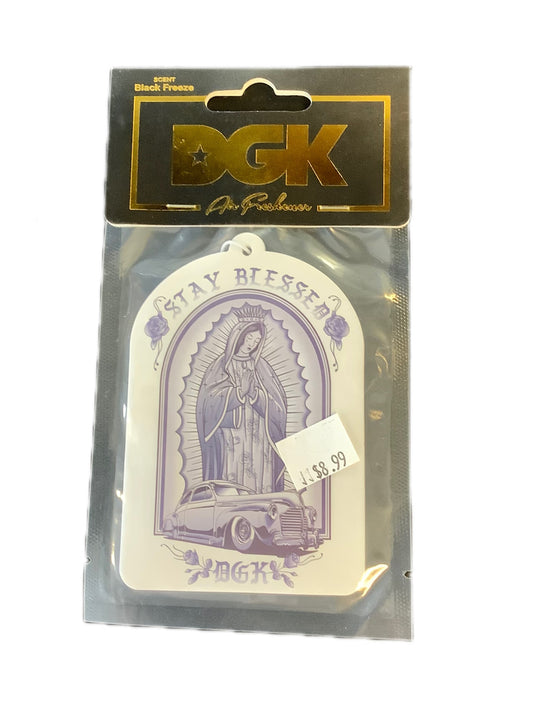 SCENT
Black Freeze
DGK
Air Freshener
STAY BLESSED
$8.99
DGK